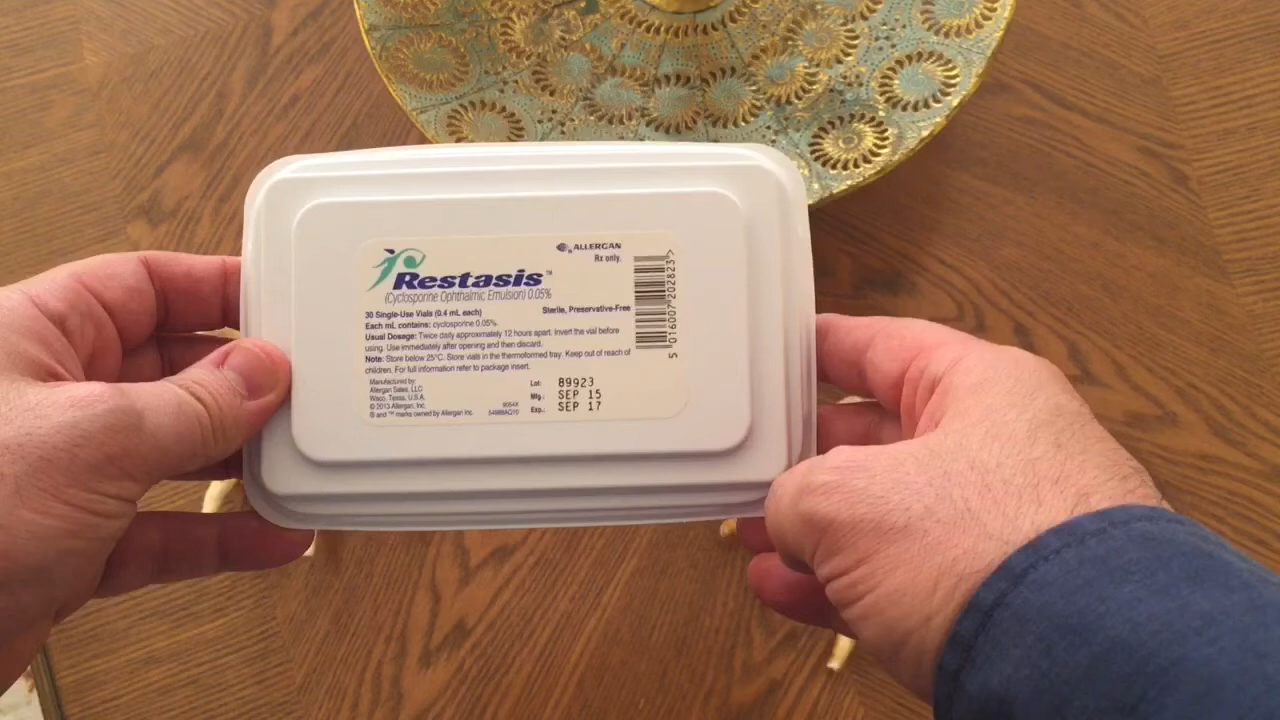 ALLERGAN
Rx only.
Restasis™
(Cyclosporine Ophthalmic Emulsion) 0.05%
30 Single-Use Vials (0.4 mL each) Sterile, Preservative-Free
Each mL contains: cyclosporine 0.05%.
Usual Dosage: Twice daily approximately 12 hours apart. Invert the vial before
using. Use immediately after opening and then discard.
Note: Store below 25°C. Store vials in the thermoformed tray. Keep out of reach of
children. For full information refer to package insert.
Manufactured by:
Allergan Sales, LLC
Waco, Texas, U.S.A.
© 2013 Allergan, Inc.
® and ™ marks owned by Allergan Inc.
Lot: 89923
Mfg.: SEP 15
Exp.: SEP 17
5 016007 202823 >